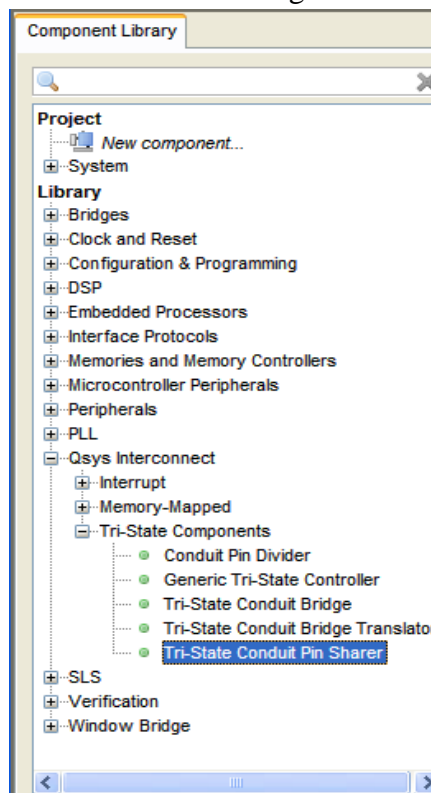 Component Library
Project
New component...
System
Library
Bridges
Clock and Reset
Configuration & Programming
DSP
Embedded Processors
Interface Protocols
Memories and Memory Controllers
Microcontroller Peripherals
Peripherals
PLL
Qsys Interconnect
Interrupt
Memory-Mapped
Tri-State Components
Conduit Pin Divider
Generic Tri-State Controller
Tri-State Conduit Bridge
Tri-State Conduit Bridge Translato
Tri-State Conduit Pin Sharer
SLS
Verification
Window Bridge